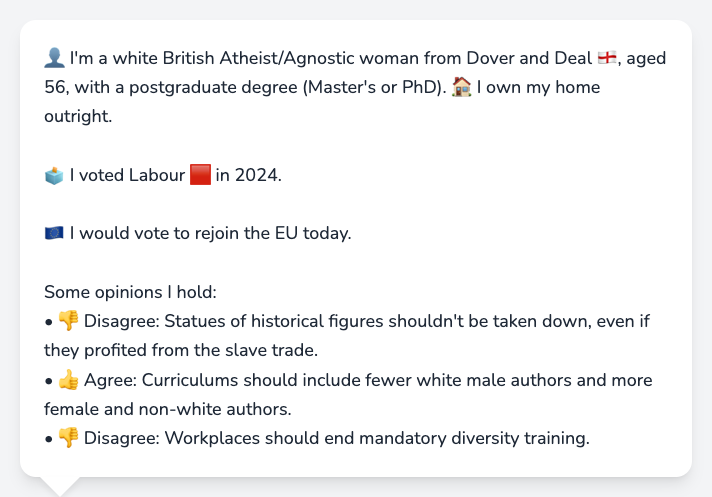 👤 I'm a white British Atheist/Agnostic woman from Dover and Deal 🏴󠁧󠁢󠁥󠁮󠁧󠁿, aged
56, with a postgraduate degree (Master's or PhD). 🏠 I own my home
outright.
🗳️ I voted Labour 🟥 in 2024.
🇪🇺 I would vote to rejoin the EU today.
Some opinions I hold:
• 👎 Disagree: Statues of historical figures shouldn't be taken down, even if
they profited from the slave trade.
• 👍 Agree: Curriculums should include fewer white male authors and more
female and non-white authors.
• 👎 Disagree: Workplaces should end mandatory diversity training.